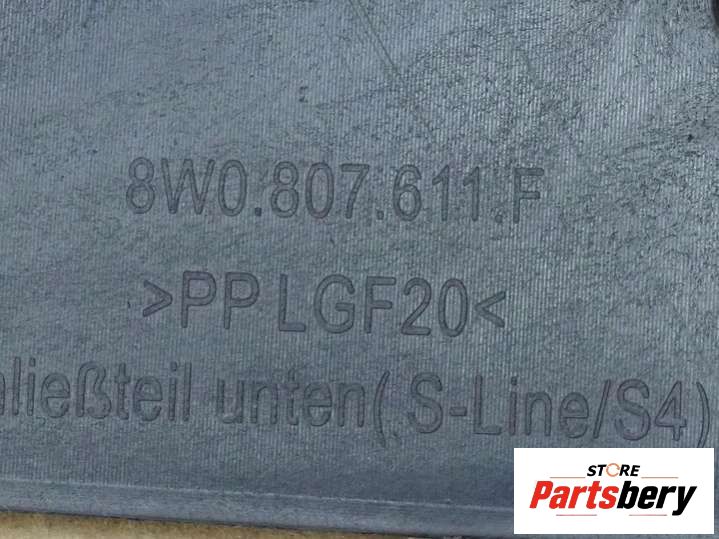 8W0.807.611.F
>PP LGF20<
ließteil unten( S-Line/S4)
STORE
Partsbery